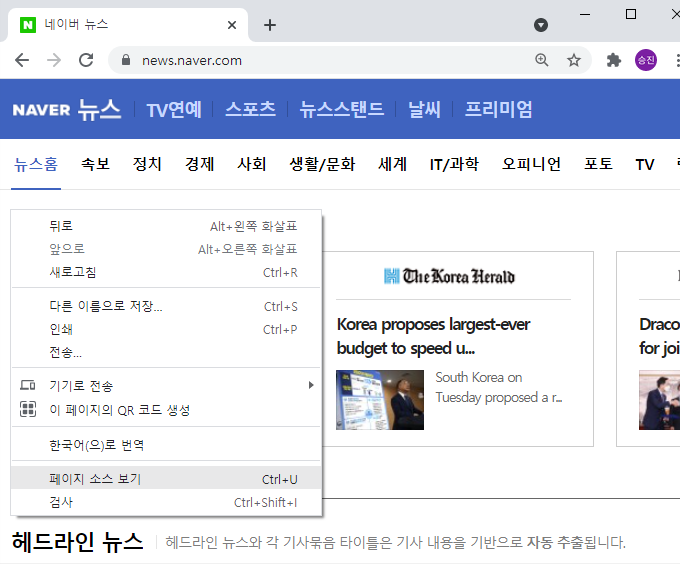 네이버 뉴스
news.naver.com
승진
NAVER 뉴스 TV연예 스포츠 뉴스스탠드 날씨 프리미엄
뉴스홈 속보 정치 경제 사회 생활/문화 세계 IT/과학 오피니언 포토 TV
뒤로 Alt+왼쪽 화살표
앞으로 Alt+오른쪽 화살표
새로고침 Ctrl+R
다른 이름으로 저장... Ctrl+S
인쇄 Ctrl+P
전송...
기기로 전송
이 페이지의 QR 코드 생성
한국어(으)로 번역
페이지 소스 보기 Ctrl+U
검사 Ctrl+Shift+I
The Korea Herald
Korea proposes largest-ever
budget to speed u...
South Korea on
Tuesday proposed a r...
Draco
for joi
헤드라인 뉴스 헤드라인 뉴스와 각 기사묶음 타이틀은 기사 내용을 기반으로 자동 추출됩니다.